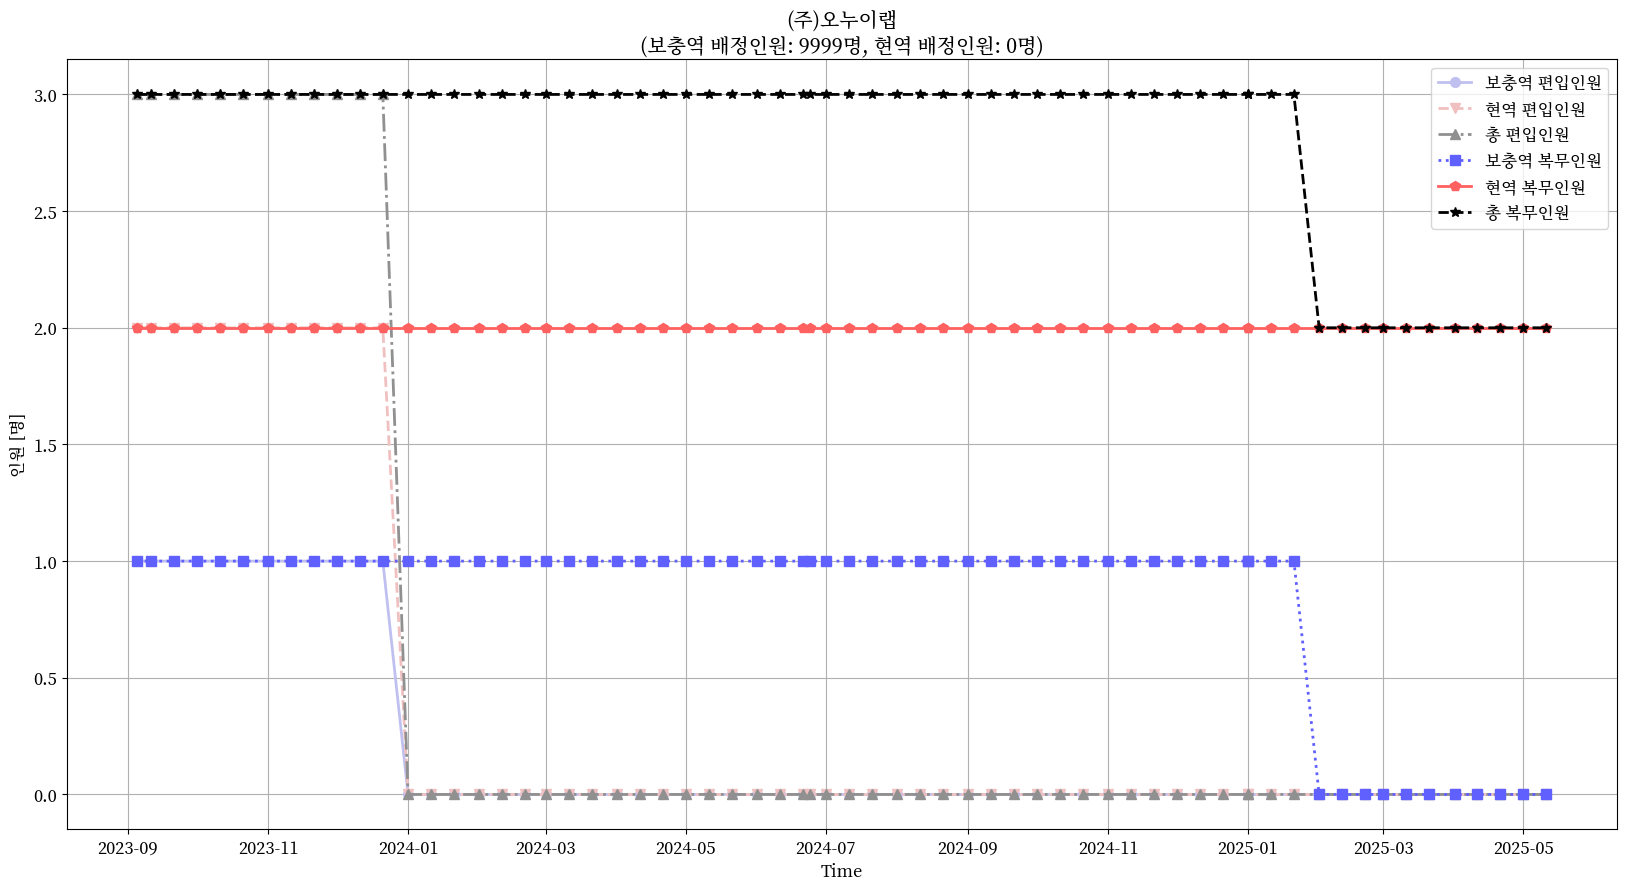 (주)오누이랩
(보충역 배정인원: 9999명, 현역 배정인원: 0명)
보충역 편입인원
현역 편입인원
총 편입인원
보충역 복무인원
현역 복무인원
총 복무인원
인원 [명]
3.0
2.5
2.0
1.5
1.0
0.5
0.0
2023-09
2023-11
2024-01
2024-03
2024-05
2024-07
2024-09
2024-11
2025-01
2025-03
2025-05
Time